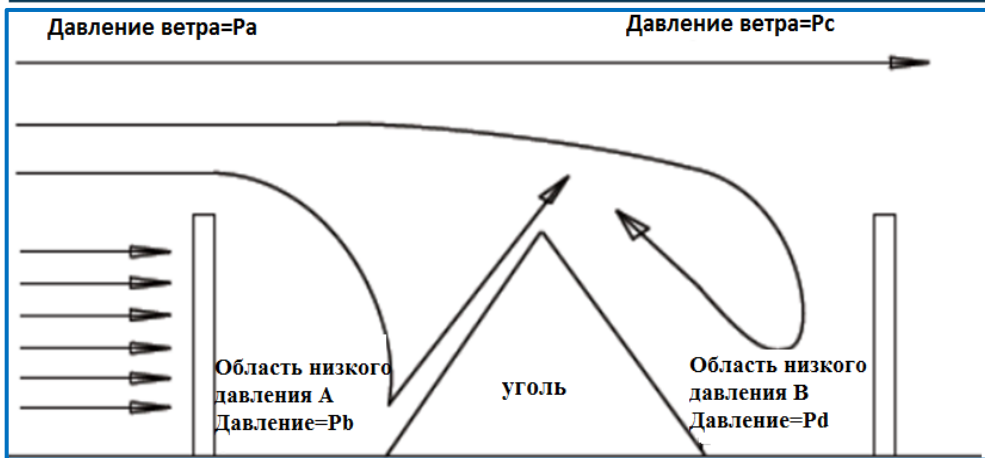 Давление ветра=Pa
Давление ветра=Pc
Область низкого
давления А
Давление=Pb
уголь
Область низкого
давления В
Давление=Pd